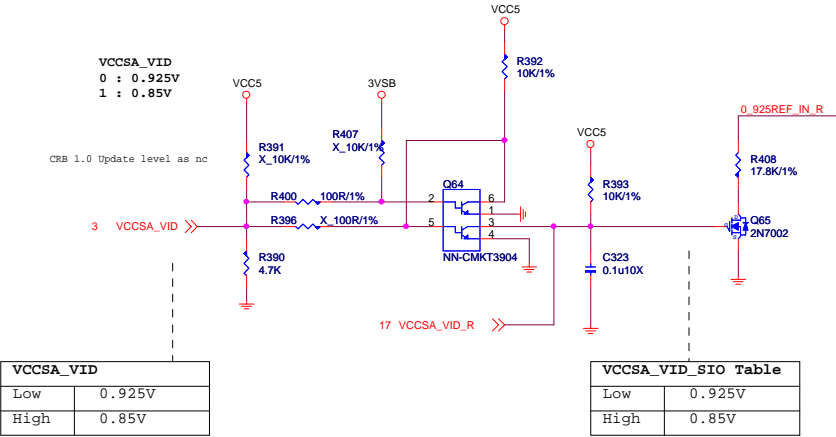 VCC5
R392
10K/1%
VCCSA_VID
0 : 0.925V
1 : 0.85V
VCC5
3VSB
0_925REF_IN_R
R407
X_10K/1%
VCC5
R391
X_10K/1%
CRB 1.0 Update level as nc
R408
17.8K/1%
R393
10K/1%
Q64
R400
100R/1%
2
6
1
R396
X_100R/1%
5
3
4
3
VCCSA_VID
Q65
2N7002
NN-CMKT3904
R390
4.7K
C323
0.1u10X
17
VCCSA_VID_R
VCCSA_VID
Low
0.925V
High
0.85V
VCCSA_VID_SIO Table
Low
0.925V
High
0.85V